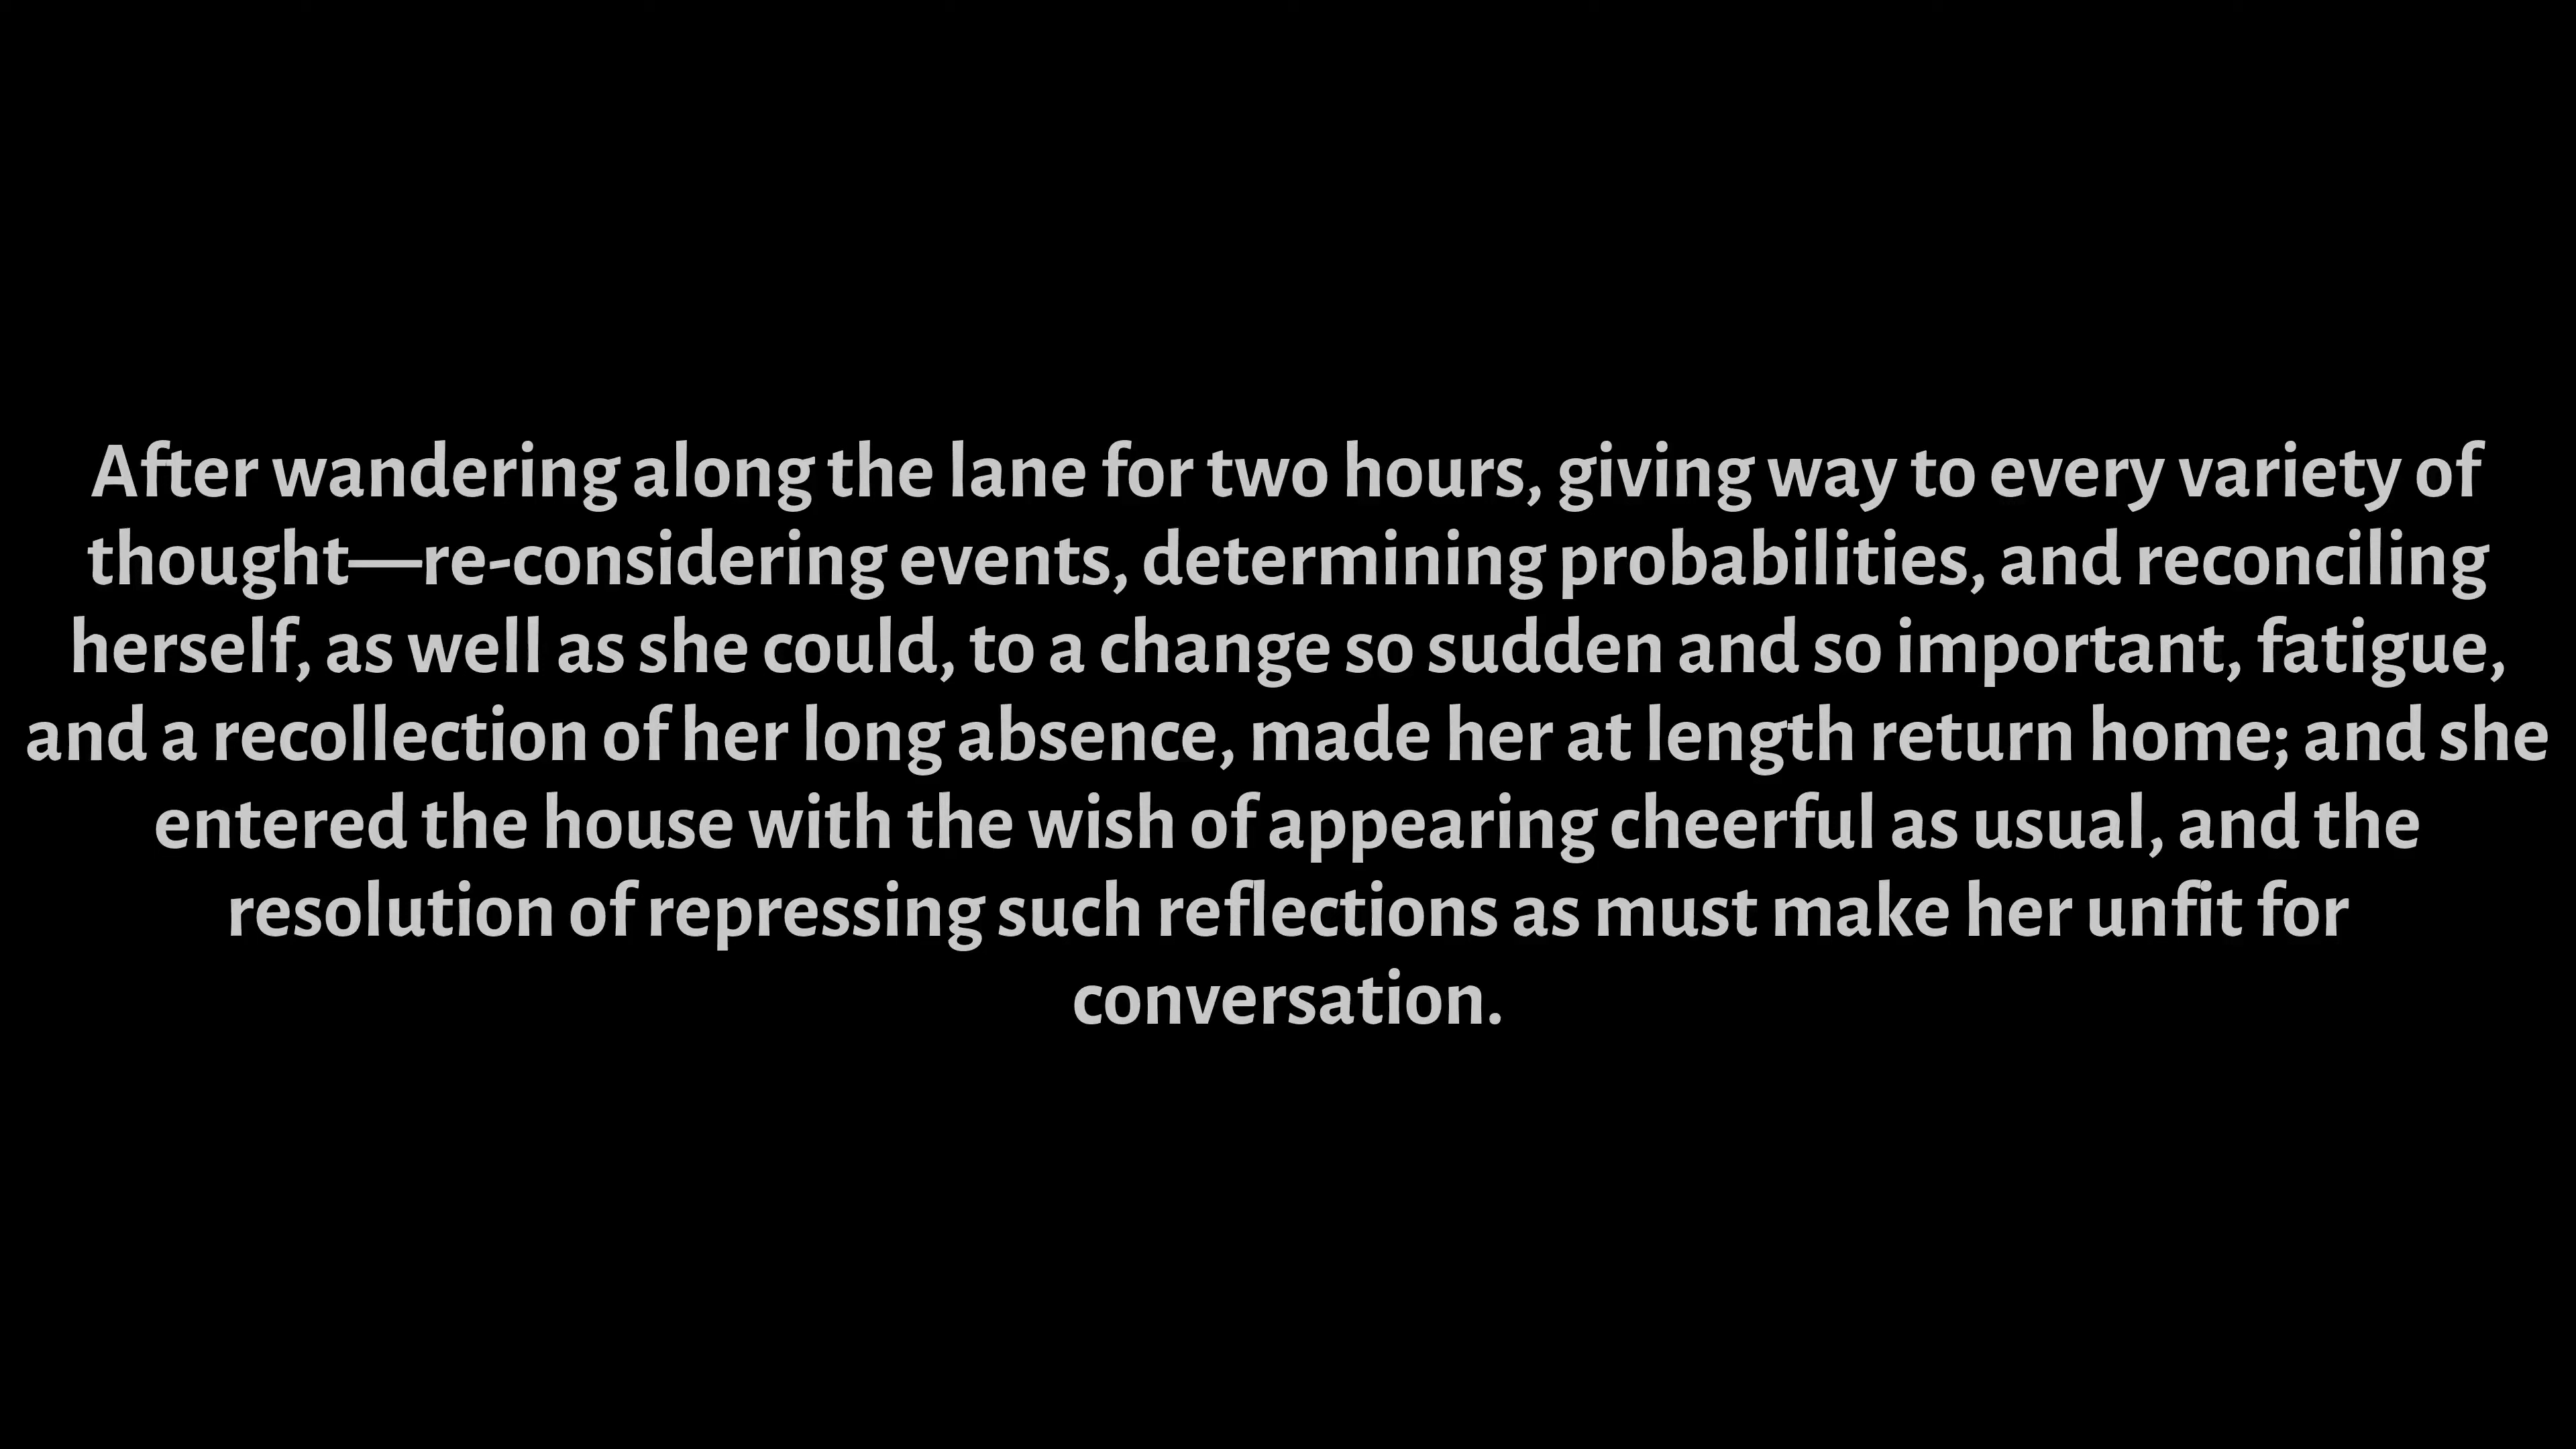 After wandering along the lane for two hours, giving way to every variety of
thought—re-considering events, determining probabilities, and reconciling
herself, as well as she could, to a change so sudden and so important, fatigue,
and a recollection of her long absence, made her at length return home; and she
entered the house with the wish of appearing cheerful as usual, and the
resolution of repressing such reflections as must make her unfit for
conversation.